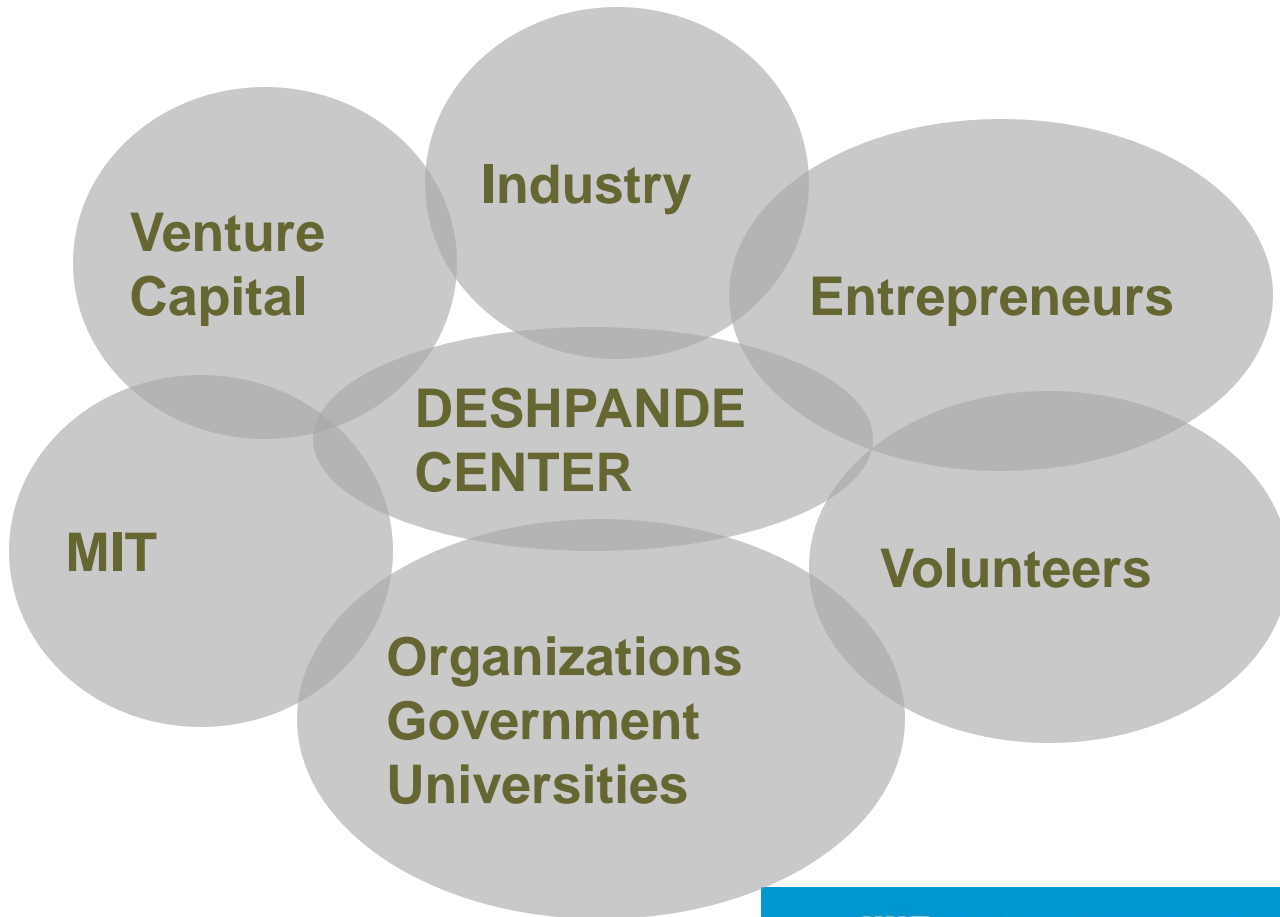 Industry
Venture
Capital
Entrepreneurs
DESHPANDE
CENTER
MIT
Volunteers
Organizations
Government
Universities